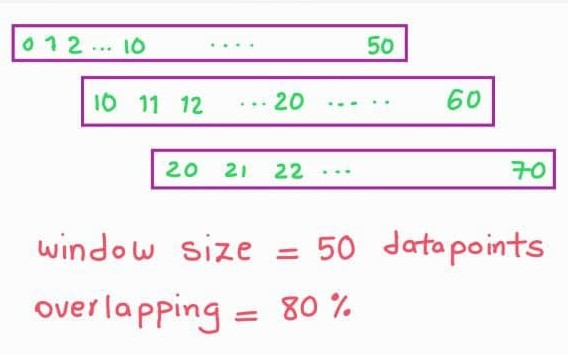 0 1 2 ... 10 .... 50
10 11 12 ... 20 ... .. 60
20 21 22 ... 70
window size = 50 datapoints
overlapping = 80 %